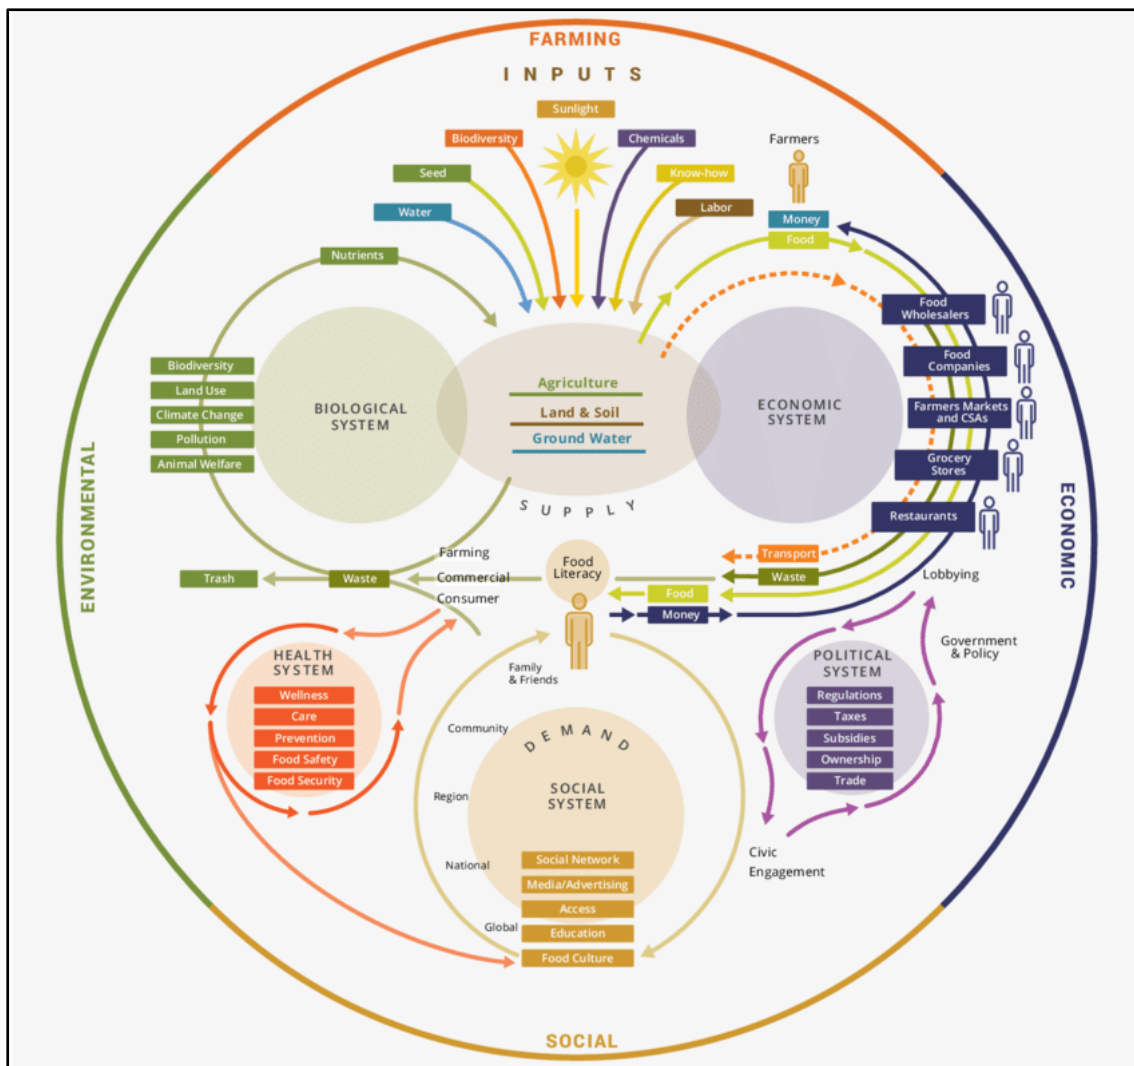 FARMING
INPUTS
Sunlight
Biodiversity
Chemicals
Farmers
Seed
Know-how
Water
Labor
Money
Food
Nutrients
Food
Wholesalers
Food
Companies
Farmers Markets
and CSAs
Grocery
Stores
Restaurants
Biodiversity
Land Use
Climate Change
Pollution
Animal Welfare
BIOLOGICAL
SYSTEM
Agriculture
Land & Soil
Ground Water
ECONOMIC
SYSTEM
SUPPLY
ENVIRONMENTAL
ECONOMIC
Farming
Commercial
Consumer
Trash
Waste
Food
Literacy
Transport
Waste
Food
Money
Lobbying
Government
& Policy
HEALTH
SYSTEM
Wellness
Care
Prevention
Food Safety
Food Security
Family
& Friends
Community
Region
National
Global
DEMAND
SOCIAL
SYSTEM
Social Network
Media/Advertising
Access
Education
Food Culture
POLITICAL
SYSTEM
Regulations
Taxes
Subsidies
Ownership
Trade
Civic
Engagement
SOCIAL